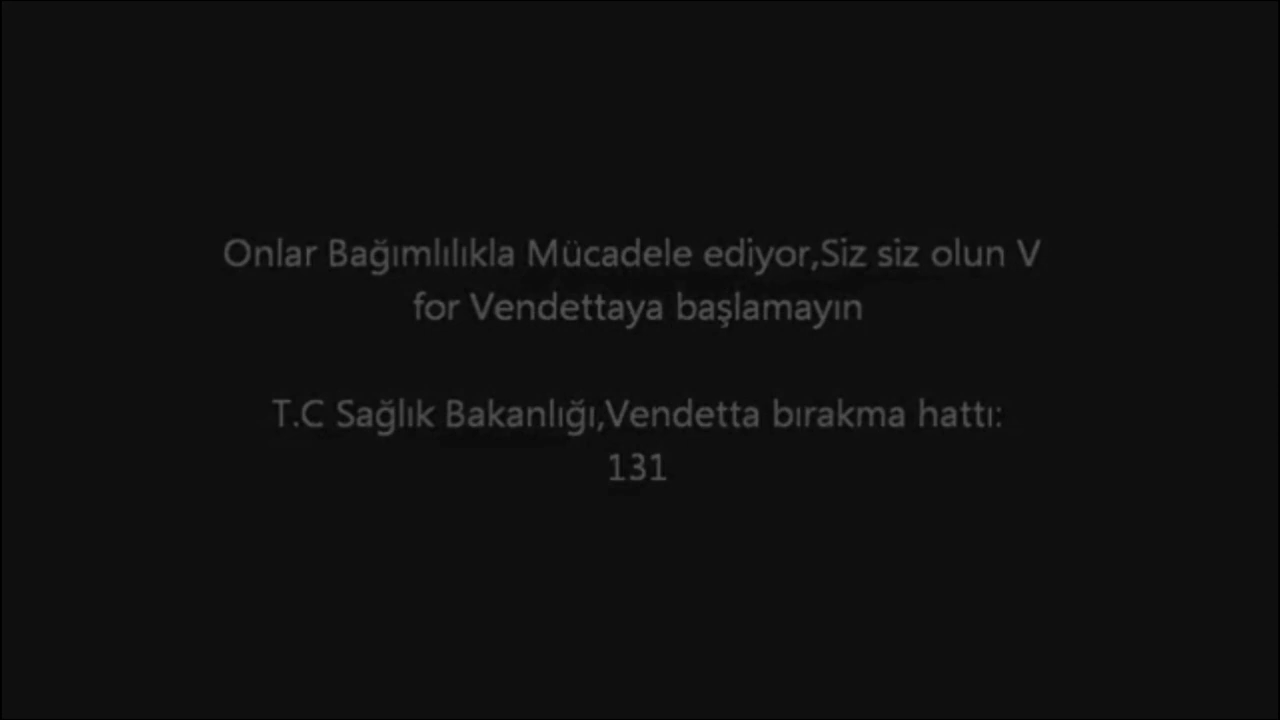 Onlar Bağımlılıkla Mücadele ediyor,Siz siz olun V
for Vendettaya başlamayın
T.C Sağlık Bakanlığı,Vendetta bırakma hattı:
131